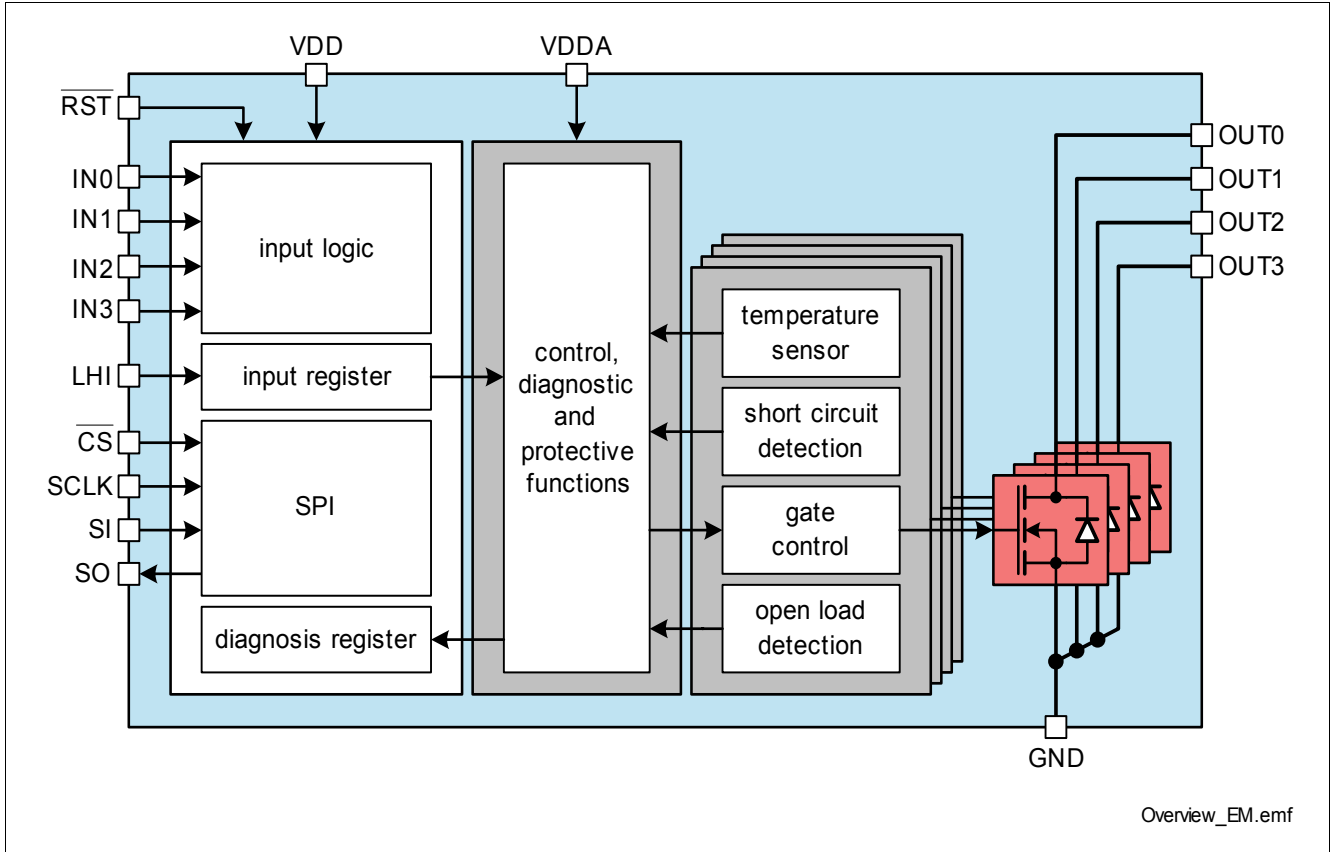 VDD
VDDA
R̅S̅T̅
IN0
IN1
IN2
IN3
LHI
C̅S̅
SCLK
SI
SO
input logic
input register
SPI
diagnosis register
control,
diagnostic
and
protective
functions
temperature
sensor
short circuit
detection
gate
control
open load
detection
OUT0
OUT1
OUT2
OUT3
GND
Overview_EM.emf